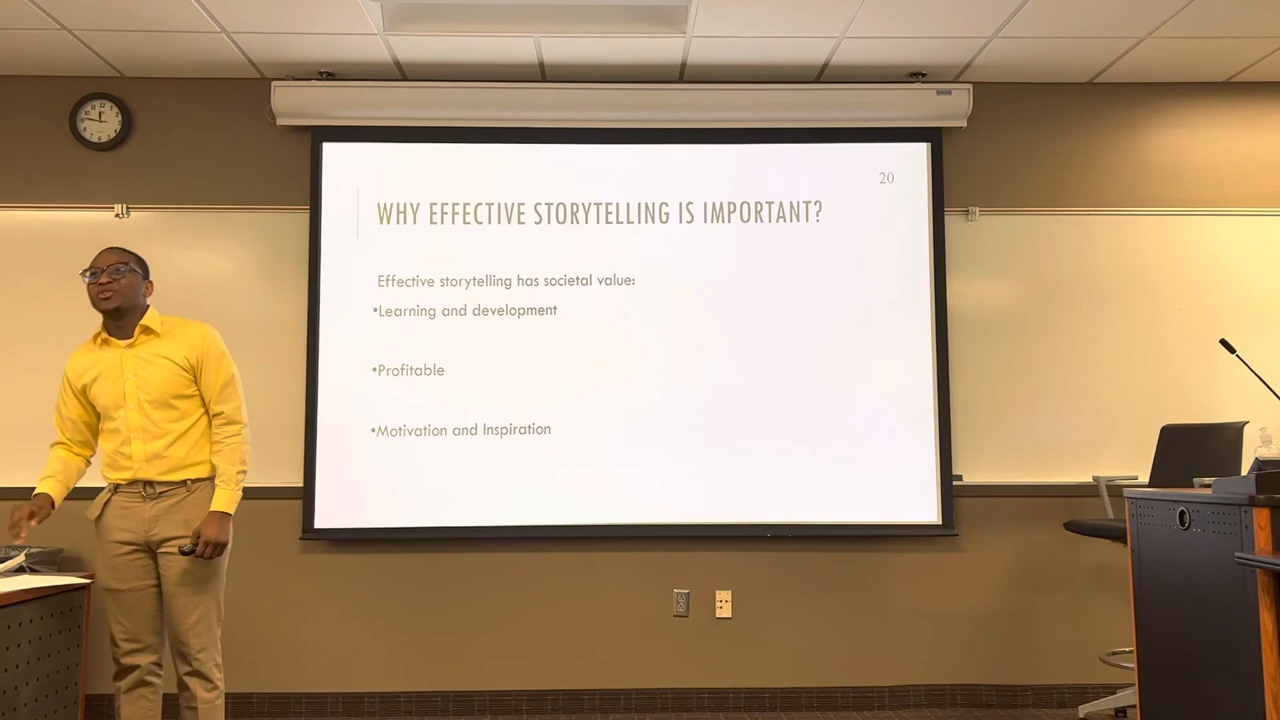 20
WHY EFFECTIVE STORYTELLING IS IMPORTANT?
Effective storytelling has societal value:
•Learning and development
•Profitable
•Motivation and Inspiration